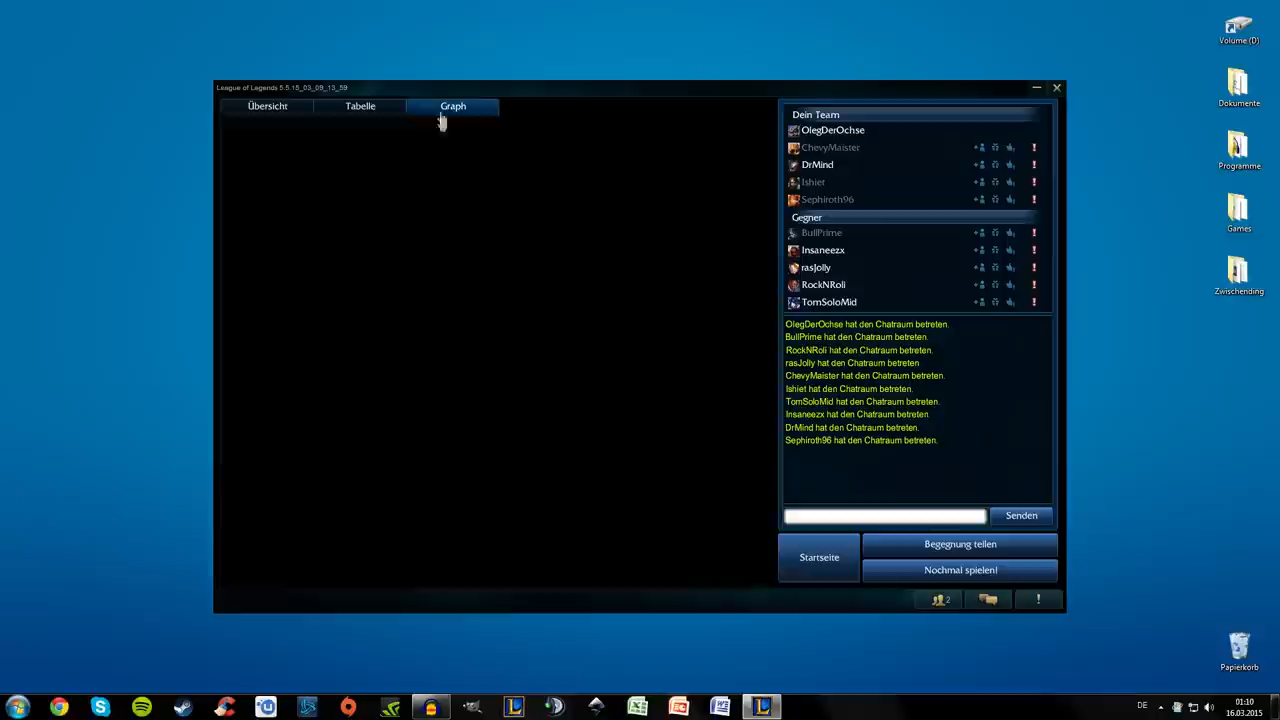 Volume (D)
Dokumente
Programme
Games
Zwischending
Papierkorb
League of Legends 5.5.15_03_09_13_59
Übersicht
Tabelle
Graph
Dein Team
OlegDerOchse
ChevyMaister
DrMind
Ishiet
Sephiroth96
Gegner
BullPrime
Insaneezx
rasJolly
RockNRoli
TomSoloMid
OlegDerOchse hat den Chatraum betreten.
BullPrime hat den Chatraum betreten.
RockNRoli hat den Chatraum betreten.
rasJolly hat den Chatraum betreten
ChevyMaister hat den Chatraum betreten.
Ishiet hat den Chatraum betreten.
TomSoloMid hat den Chatraum betreten.
Insaneezx hat den Chatraum betreten.
DrMind hat den Chatraum betreten.
Sephiroth96 hat den Chatraum betreten.
Senden
Startseite
Begegnung teilen
Nochmal spielen!
2
DE
01:10
16.03.2015